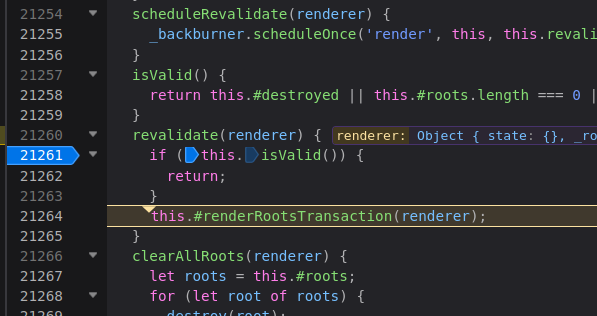 21254 scheduleRevalidate(renderer) {
21255 _backburner.scheduleOnce('render', this, this.revali
21256 }
21257 isValid() {
21258 return this.#destroyed || this.#roots.length === 0 |
21259 }
21260 revalidate(renderer) { renderer: Object { state: {}, _ro
21261 if (this.isValid()) {
21262 return;
21263 }
21264 this.#renderRootsTransaction(renderer);
21265 }
21266 clearAllRoots(renderer) {
21267 let roots = this.#roots;
21268 for (let root of roots) {
21269 destroy(root);